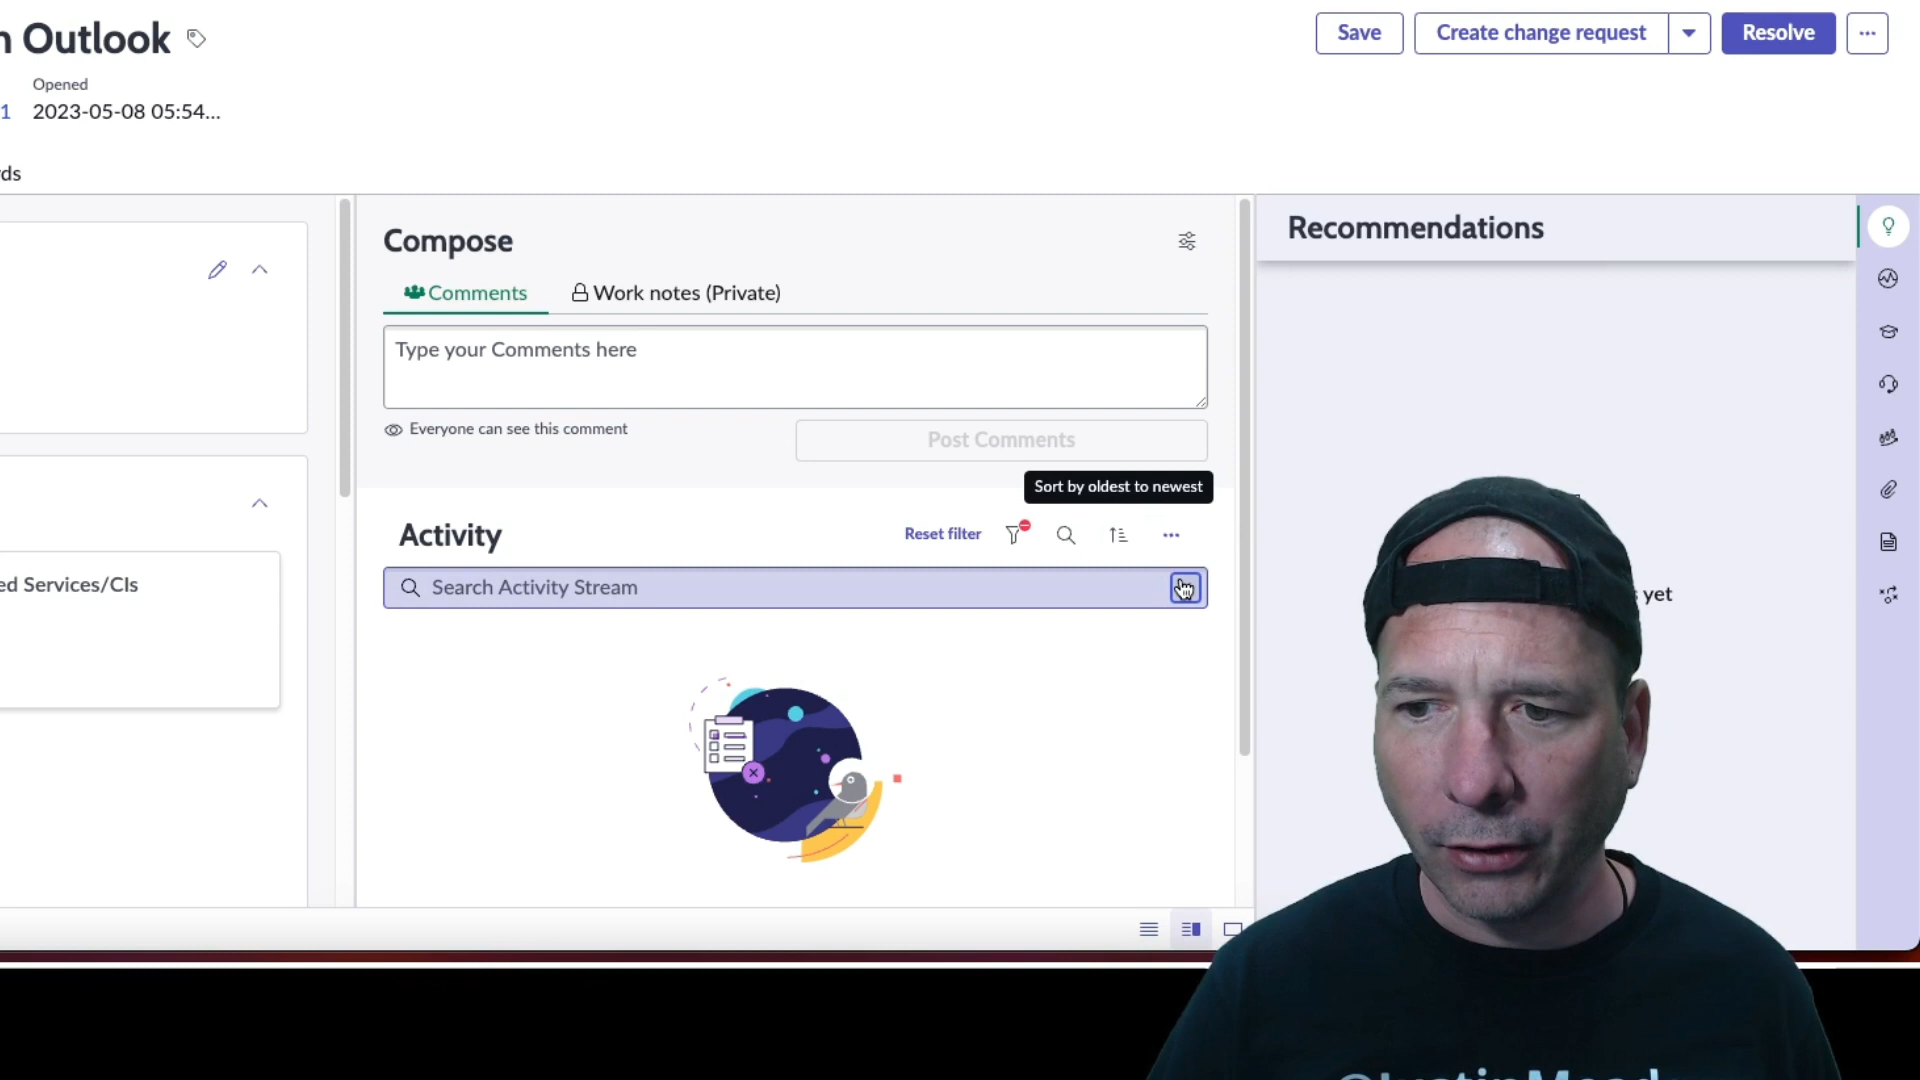 n Outlook
Save
Create change request
Resolve
Opened
1
2023-05-08 05:54...
ds
Compose
Recommendations
Comments
Work notes (Private)
Type your Comments here
Everyone can see this comment
Post Comments
Sort by oldest to newest
Activity
Reset filter
Search Activity Stream
ed Services/CIs
yet